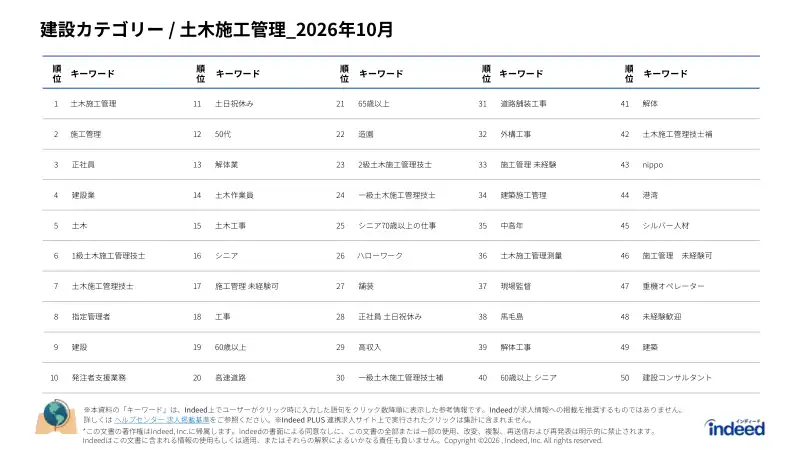 建設カテゴリー / 土木施工管理_2026年10月
順位 キーワード 順位 キーワード 順位 キーワード 順位 キーワード 順位 キーワード
1 土木施工管理 11 土日祝休み 21 65歳以上 31 道路舗装工事 41 解体
2 施工管理 12 50代 22 造園 32 外構工事 42 土木施工管理技士補
3 正社員 13 解体業 23 2級土木施工管理技士 33 施工管理 未経験 43 nippo
4 建設業 14 土木作業員 24 一級土木施工管理技士 34 建築施工管理 44 港湾
5 土木 15 土木工事 25 シニア70歳以上の仕事 35 中高年 45 シルバー人材
6 1級土木施工管理技士 16 シニア 26 ハローワーク 36 土木施工管理測量 46 施工管理　未経験可
7 土木施工管理技士 17 施工管理 未経験可 27 舗装 37 現場監督 47 重機オペレーター
8 指定管理者 18 工事 28 正社員 土日祝休み 38 馬毛島 48 未経験歓迎
9 建設 19 60歳以上 29 高収入 39 解体工事 49 建築
10 発注者支援業務 20 高速道路 30 一級土木施工管理技士補 40 60歳以上 シニア 50 建設コンサルタント
※本資料の「キーワード」は、Indeed上でユーザーがクリック時に入力した語句をクリック数降順に表示した参考情報です。Indeedが求人情報への掲載を推奨するものではありません。
詳しくは ヘルプセンター 求人掲載基準をご参照ください。※Indeed PLUS 連携求人サイト上で実行されたクリックは集計に含まれません。
*この文書の著作権はIndeed, Inc.に帰属します。Indeedの書面による同意なしに、この文書の全部または一部の使用、改変、複製、再送信および再発表は明示的に禁止されます。
Indeedはこの文書に含まれる情報の使用もしくは適用、またはそれらの解釈によるいかなる責任も負いません。Copyright ©2026 , Indeed, Inc. All rights reserved.
インディード
indeed